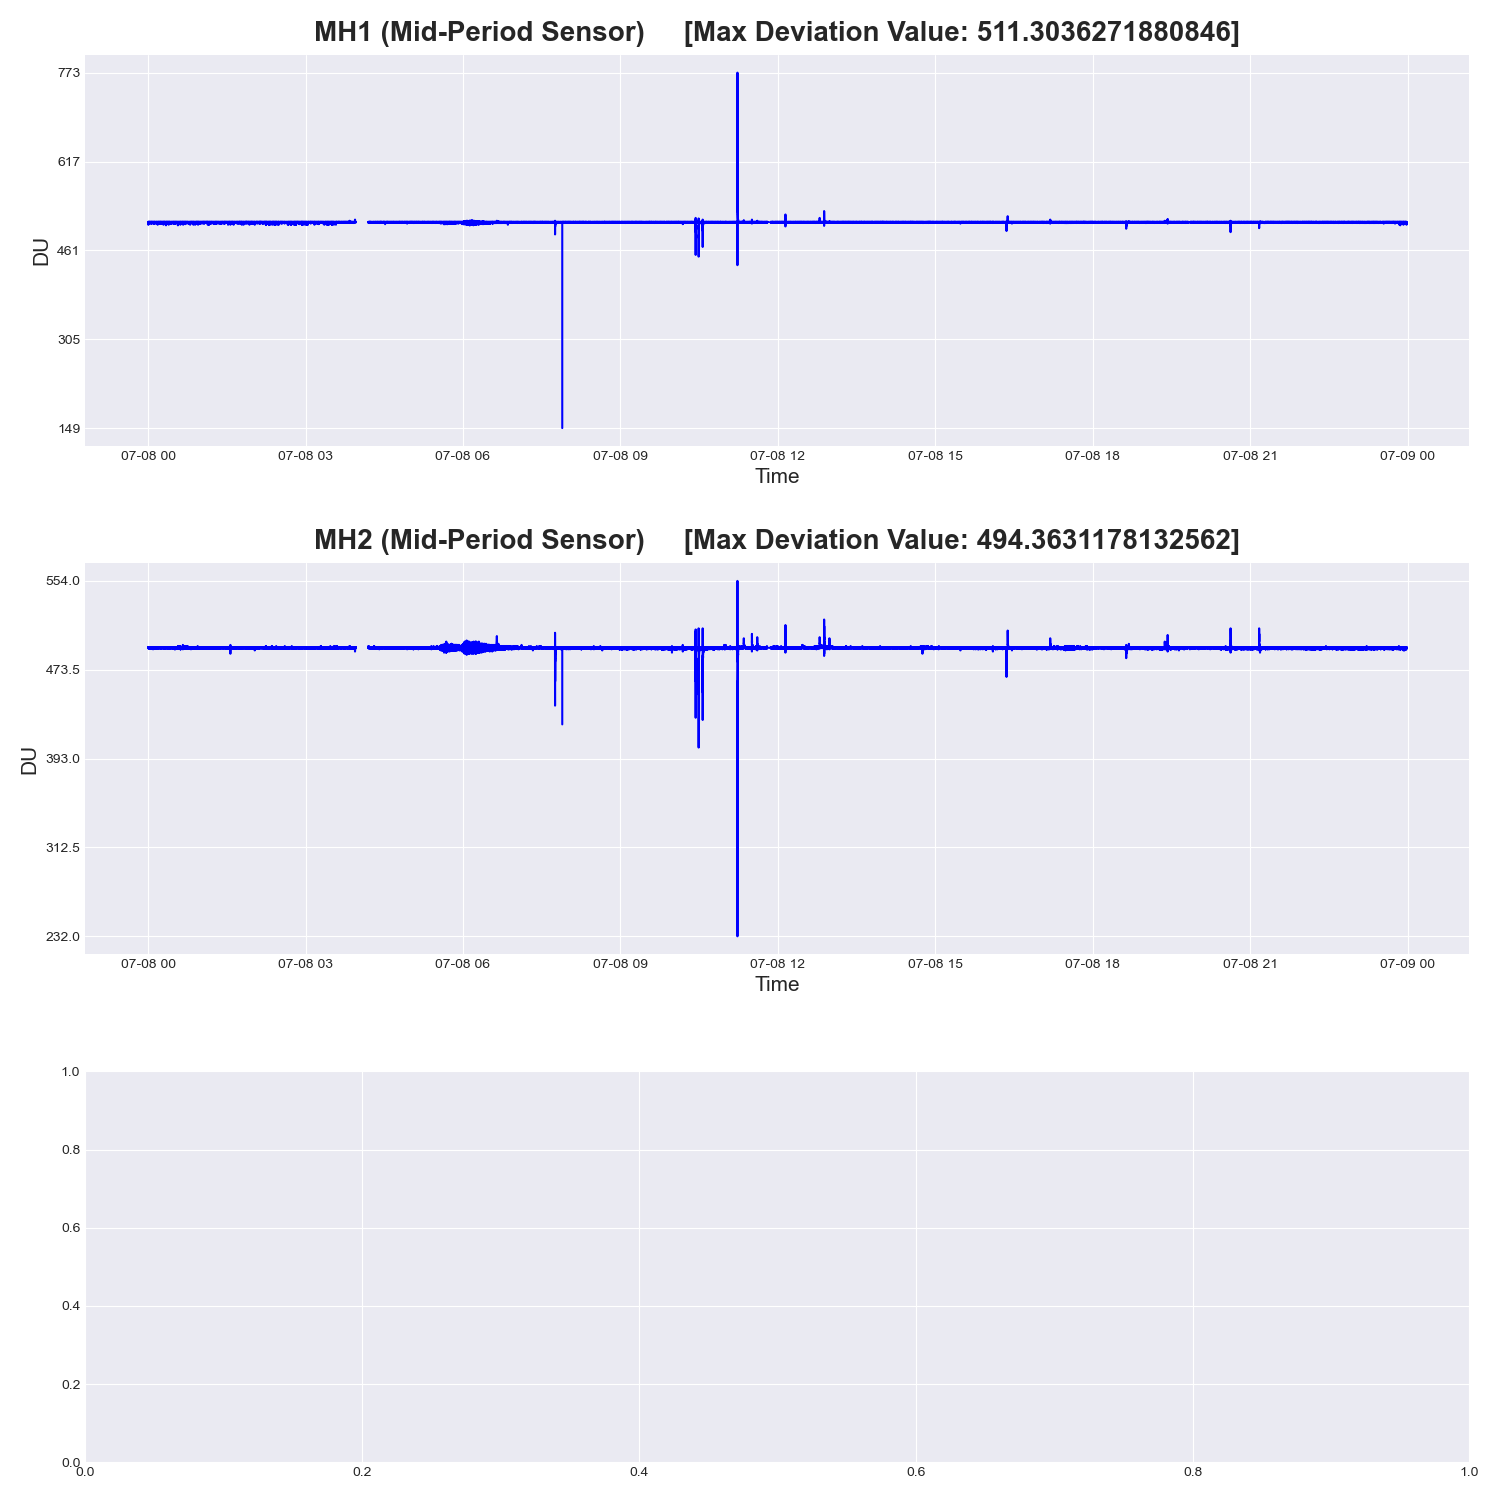 MH1 (Mid-Period Sensor) [Max Deviation Value: 511.3036271880846]
773
617
461
305
149
DU
07-08 00 07-08 03 07-08 06 07-08 09 07-08 12 07-08 15 07-08 18 07-08 21 07-09 00
Time
MH2 (Mid-Period Sensor) [Max Deviation Value: 494.3631178132562]
554.0
473.5
393.0
312.5
232.0
DU
07-08 00 07-08 03 07-08 06 07-08 09 07-08 12 07-08 15 07-08 18 07-08 21 07-09 00
Time
1.0
0.8
0.6
0.4
0.2
0.0
0.0 0.2 0.4 0.6 0.8 1.0